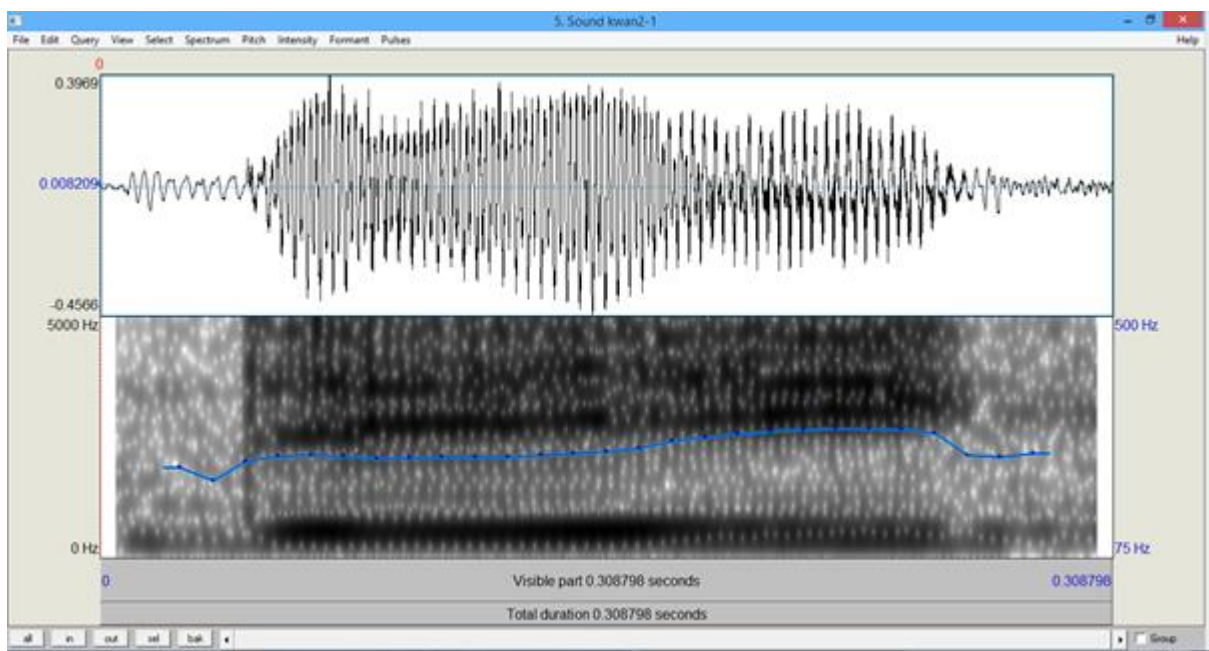 5. Sound kwan2-1
File Edit Query View Select Spectrum Pitch Intensity Formant Pulses Help
0
0.3969
0.008209
-0.4566
5000 Hz 500 Hz
0 Hz 75 Hz
0 Visible part 0.308798 seconds 0.308798
Total duration 0.308798 seconds
all in out sel bak Group